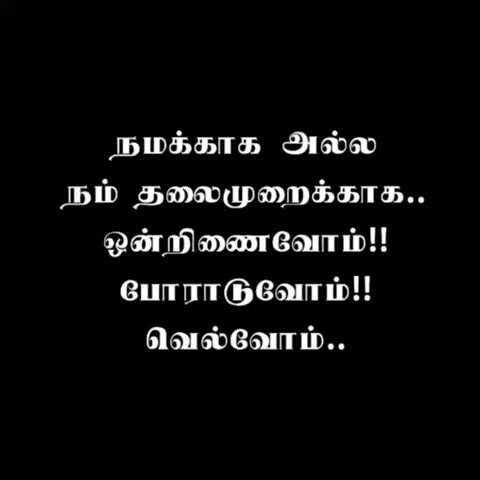 நமக்காக அல்ல
நம் தலைமுறைக்காக..
ஒன்றிணைவோம்!!
போராடுவோம்!!
வெல்வோம்..